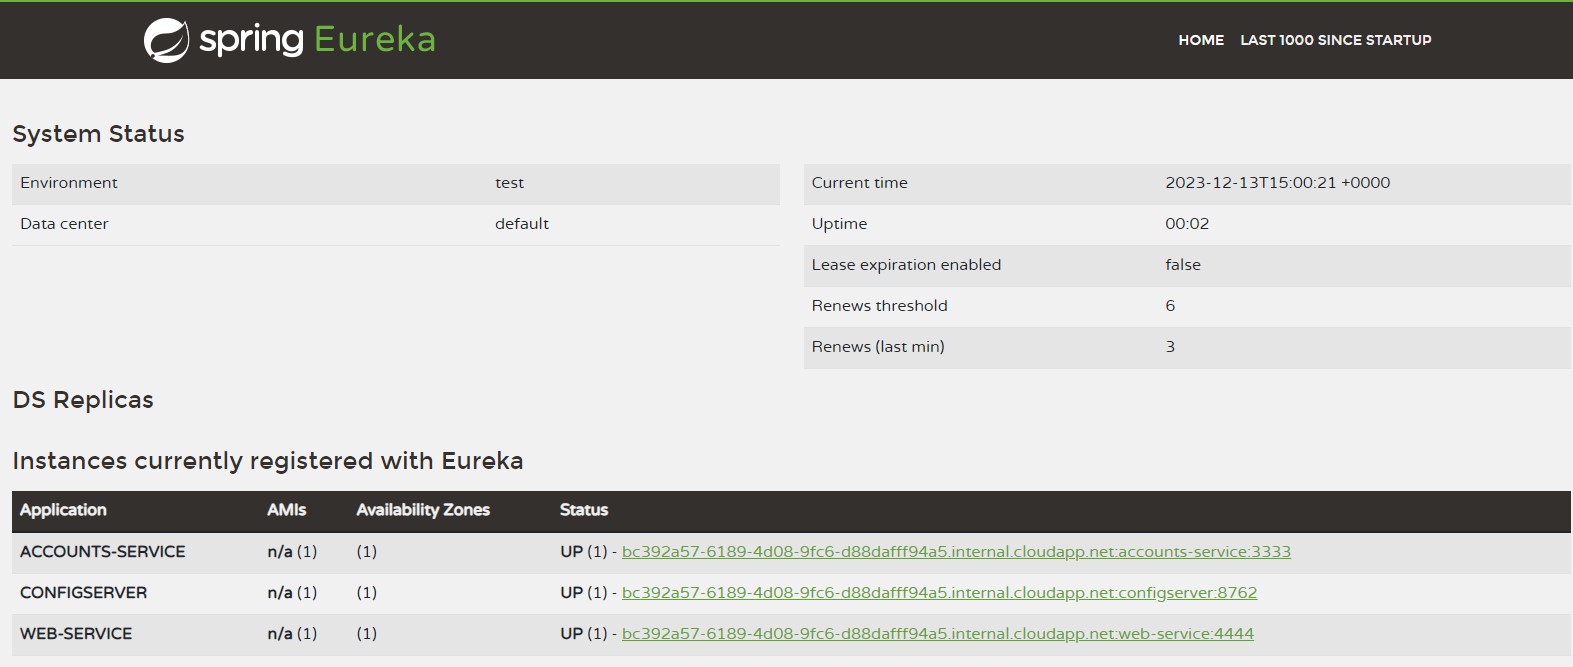 spring Eureka
HOME LAST 1000 SINCE STARTUP
System Status
Environment test
Data center default
Current time 2023-12-13T15:00:21 +0000
Uptime 00:02
Lease expiration enabled false
Renews threshold 6
Renews (last min) 3
DS Replicas
Instances currently registered with Eureka
Application AMIs Availability Zones Status
ACCOUNTS-SERVICE n/a (1) (1) UP (1) - bc392a57-6189-4d08-9fc6-d88dafff94a5.internal.cloudapp.net:accounts-service:3333
CONFIGSERVER n/a (1) (1) UP (1) - bc392a57-6189-4d08-9fc6-d88dafff94a5.internal.cloudapp.net:configserver:8762
WEB-SERVICE n/a (1) (1) UP (1) - bc392a57-6189-4d08-9fc6-d88dafff94a5.internal.cloudapp.net:web-service:4444